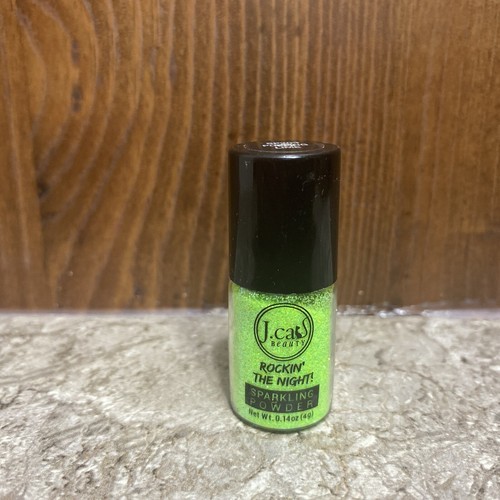 J.cat
Beauty
ROCKIN'
THE NIGHT!
SPARKLING
POWDER
Net Wt. 0.14oz (4g)